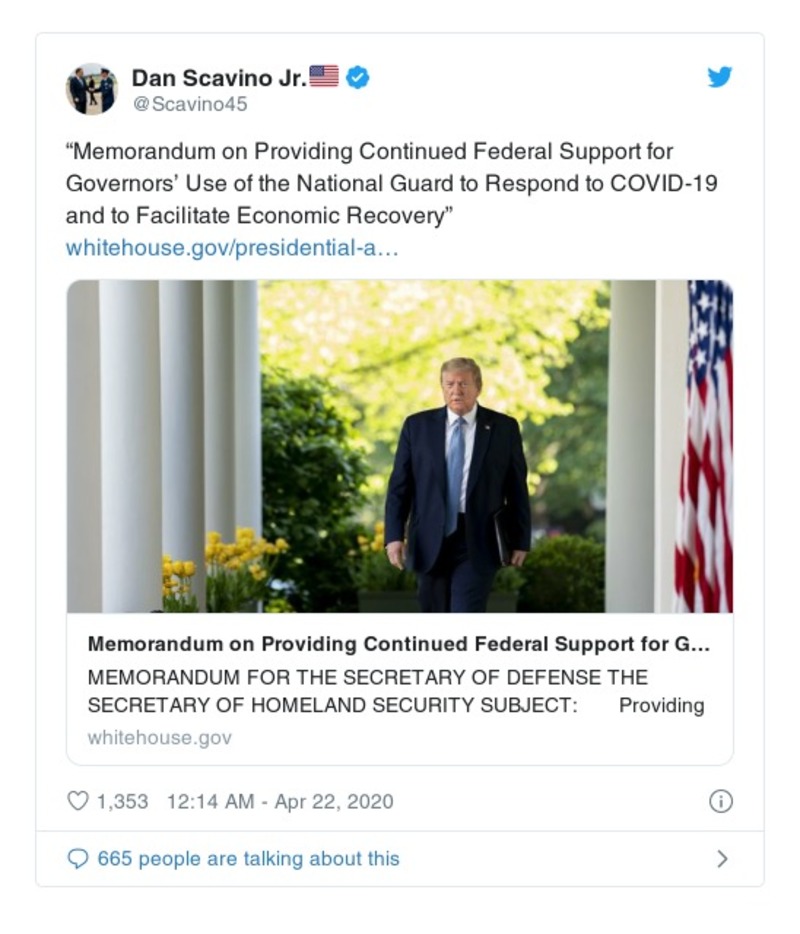 Dan Scavino Jr.🇺🇸
@Scavino45
“Memorandum on Providing Continued Federal Support for
Governors’ Use of the National Guard to Respond to COVID-19
and to Facilitate Economic Recovery”
whitehouse.gov/presidential-a…
Memorandum on Providing Continued Federal Support for G…
MEMORANDUM FOR THE SECRETARY OF DEFENSE THE
SECRETARY OF HOMELAND SECURITY SUBJECT: Providing
whitehouse.gov
1,353 12:14 AM - Apr 22, 2020
665 people are talking about this